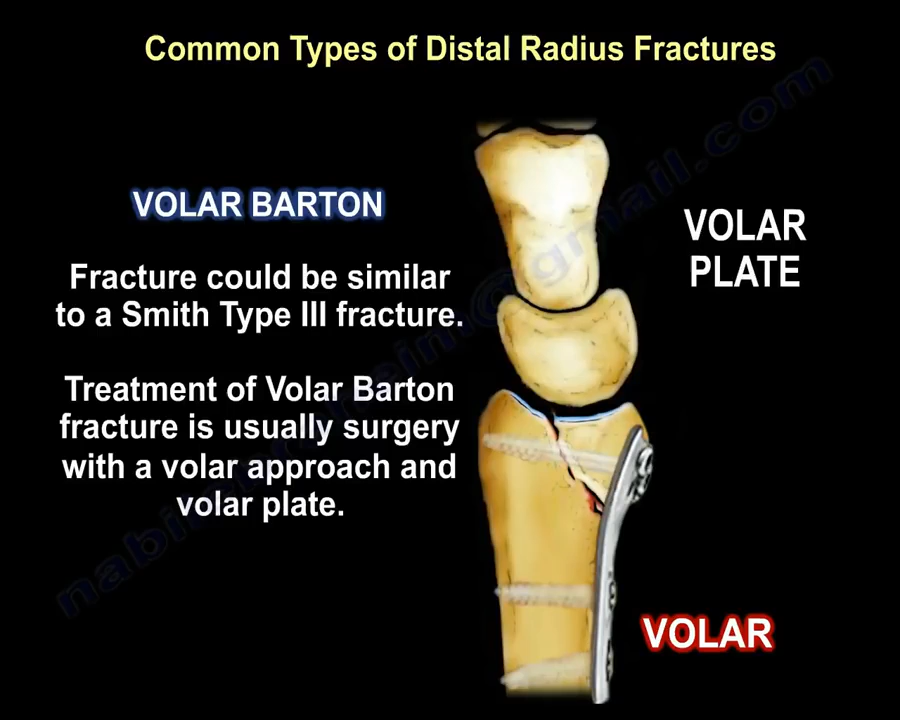 Common Types of Distal Radius Fractures
VOLAR BARTON
Fracture could be similar
to a Smith Type III fracture.
Treatment of Volar Barton
fracture is usually surgery
with a volar approach and
volar plate.
VOLAR
PLATE
VOLAR